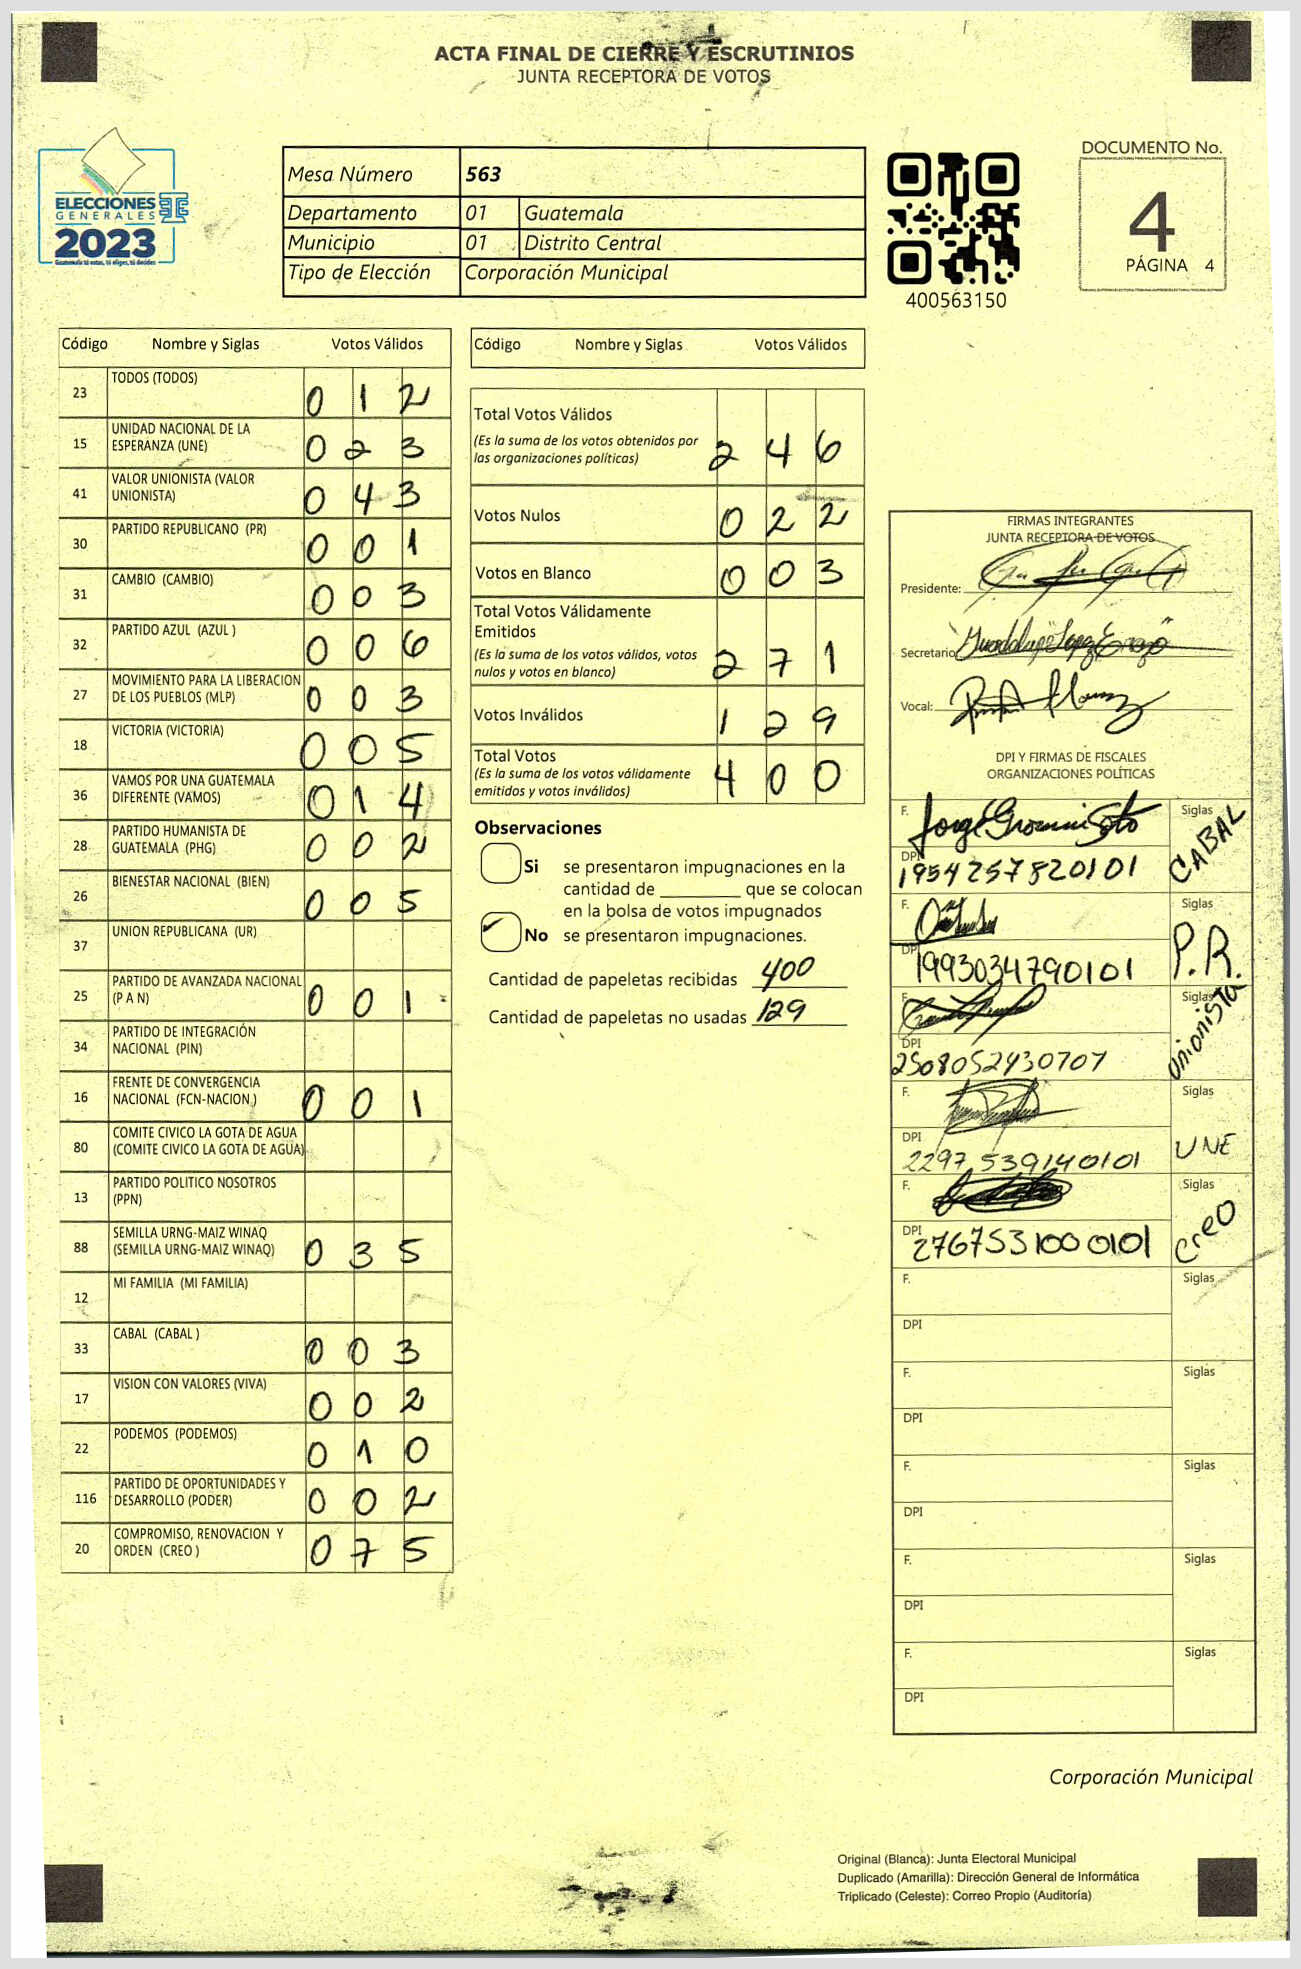 ACTA FINAL DE CIERRE Y ESCRUTINIOS
JUNTA RECEPTORA DE VOTOS
ELECCIONES
GENERALES
2023
Guatemala tú votas, tú eliges, tú decides
Mesa Número 563
Departamento 01 Guatemala
Municipio 01 Distrito Central
Tipo de Elección Corporación Municipal
400563150
DOCUMENTO No.
4
PÁGINA 4
Código Nombre y Siglas Votos Válidos
23 TODOS (TODOS) 0 1 2
15 UNIDAD NACIONAL DE LA
ESPERANZA (UNE) 0 2 3
41 VALOR UNIONISTA (VALOR
UNIONISTA) 0 4 3
30 PARTIDO REPUBLICANO (PR) 0 0 1
31 CAMBIO (CAMBIO) 0 0 3
32 PARTIDO AZUL (AZUL ) 0 0 6
27 MOVIMIENTO PARA LA LIBERACION
DE LOS PUEBLOS (MLP) 0 0 3
18 VICTORIA (VICTORIA) 0 0 5
36 VAMOS POR UNA GUATEMALA
DIFERENTE (VAMOS) 0 1 4
28 PARTIDO HUMANISTA DE
GUATEMALA (PHG) 0 0 2
26 BIENESTAR NACIONAL (BIEN) 0 0 5
37 UNION REPUBLICANA (UR)
25 PARTIDO DE AVANZADA NACIONAL
(P A N) 0 0 1
34 PARTIDO DE INTEGRACIÓN
NACIONAL (PIN)
16 FRENTE DE CONVERGENCIA
NACIONAL (FCN-NACION) 0 0 1
80 COMITE CIVICO LA GOTA DE AGUA
(COMITE CIVICO LA GOTA DE AGUA)
13 PARTIDO POLITICO NOSOTROS
(PPN)
88 SEMILLA URNG-MAIZ WINAQ
(SEMILLA URNG-MAIZ WINAQ) 0 3 5
12 MI FAMILIA (MI FAMILIA)
33 CABAL (CABAL ) 0 0 3
17 VISION CON VALORES (VIVA) 0 0 2
22 PODEMOS (PODEMOS) 0 1 0
116 PARTIDO DE OPORTUNIDADES Y
DESARROLLO (PODER) 0 0 2
20 COMPROMISO, RENOVACION Y
ORDEN (CREO ) 0 7 5
Código Nombre y Siglas Votos Válidos
Total Votos Válidos
(Es la suma de los votos obtenidos por
las organizaciones políticas) 2 4 6
Votos Nulos 0 2 2
Votos en Blanco 0 0 3
Total Votos Válidamente
Emitidos
(Es la suma de los votos válidos, votos
nulos y votos en blanco) 2 7 1
Votos Inválidos 1 2 9
Total Votos
(Es la suma de los votos válidamente
emitidos y votos inválidos) 4 0 0
Observaciones
Si se presentaron impugnaciones en la
cantidad de ________ que se colocan
en la bolsa de votos impugnados
No se presentaron impugnaciones.
Cantidad de papeletas recibidas 400
Cantidad de papeletas no usadas 129
FIRMAS INTEGRANTES
JUNTA RECEPTORA DE VOTOS
Presidente:
Secretario
Vocal:
DPI Y FIRMAS DE FISCALES
ORGANIZACIONES POLÍTICAS
F. Siglas
CABAL
DPI 1954257820101
F. Siglas
P.R.
DPI 1993034790101
F. Siglas
Unionista
DPI
2508052430707
F. Siglas
UNE
DPI
2297 539140101
F. Siglas
CREO
DPI
2767531000101
F. Siglas
DPI
F. Siglas
DPI
F. Siglas
DPI
F. Siglas
DPI
F. Siglas
DPI
Corporación Municipal
Original (Blanca): Junta Electoral Municipal
Duplicado (Amarilla): Dirección General de Informática
Triplicado (Celeste): Correo Propio (Auditoría)